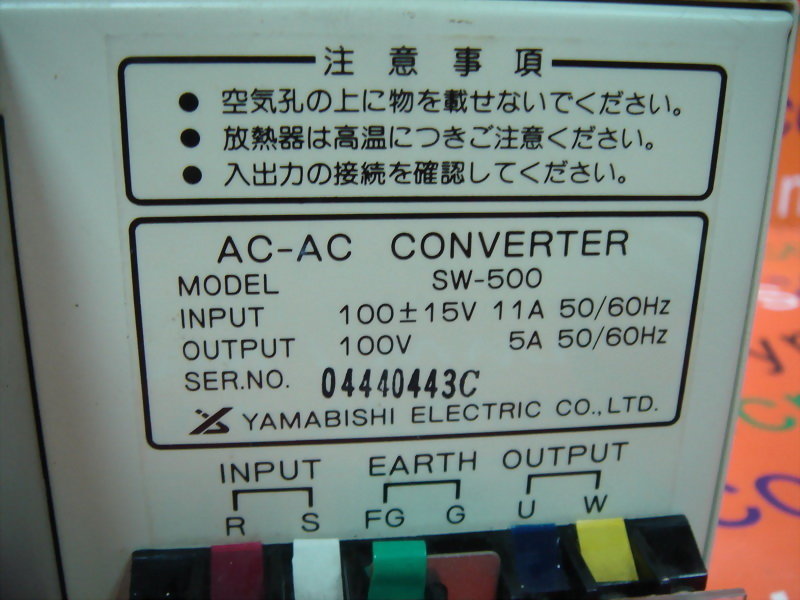 注意事項
● 空気孔の上に物を載せないでください。
● 放熱器は高温につきご注意ください。
● 入出力の接続を確認してください。
AC-AC CONVERTER
MODEL SW-500
INPUT 100±15V 11A 50/60Hz
OUTPUT 100V 5A 50/60Hz
SER.NO. 04440443C
YAMABISHI ELECTRIC CO.,LTD.
INPUT EARTH OUTPUT
R S FG G U W